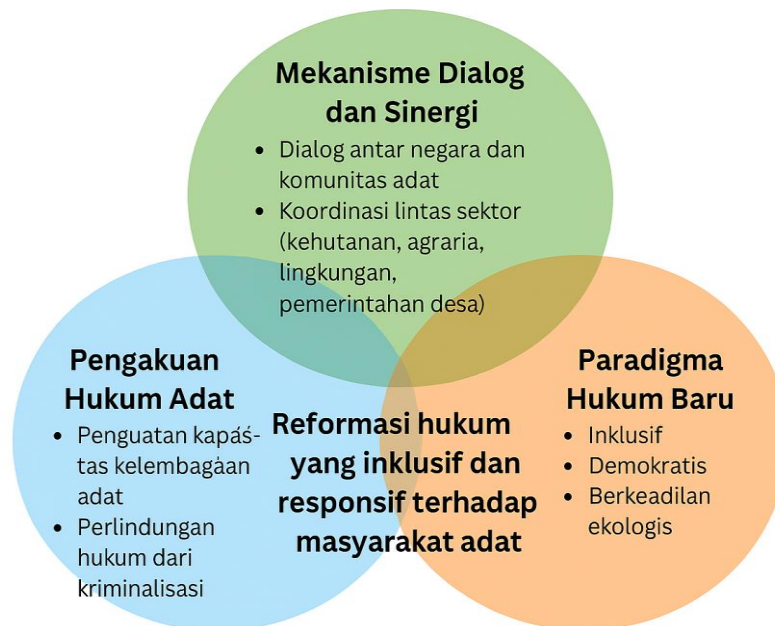 Mekanisme Dialog
dan Sinergi
• Dialog antar negara dan
komunitas adat
• Koordinasi lintas sektor
(kehutanan, agraria,
lingkungan,
pemerintahan desa)
Pengakuan
Hukum Adat
• Penguatan kapáś-
tas kelembagȧan
adat
• Perlindungan
hukum dari
kriminalisasi
Reformasi hukum
yang inklusif dan
responsif terhadap
masyarakat adat
Paradigma
Hukum Baru
• Inklusif
• Demokratis
• Berkeadilan
ekologis